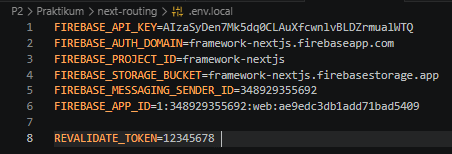 P2 > Praktikum > next-routing > .env.local
1 FIREBASE_API_KEY=AIzaSyDen7Mk5dq0CLAuXfcwnlvBLDZrmualWTQ
2 FIREBASE_AUTH_DOMAIN=framework-nextjs.firebaseapp.com
3 FIREBASE_PROJECT_ID=framework-nextjs
4 FIREBASE_STORAGE_BUCKET=framework-nextjs.firebasestorage.app
5 FIREBASE_MESSAGING_SENDER_ID=348929355692
6 FIREBASE_APP_ID=1:348929355692:web:ae9edc3db1add71bad5409
7
8 REVALIDATE_TOKEN=12345678